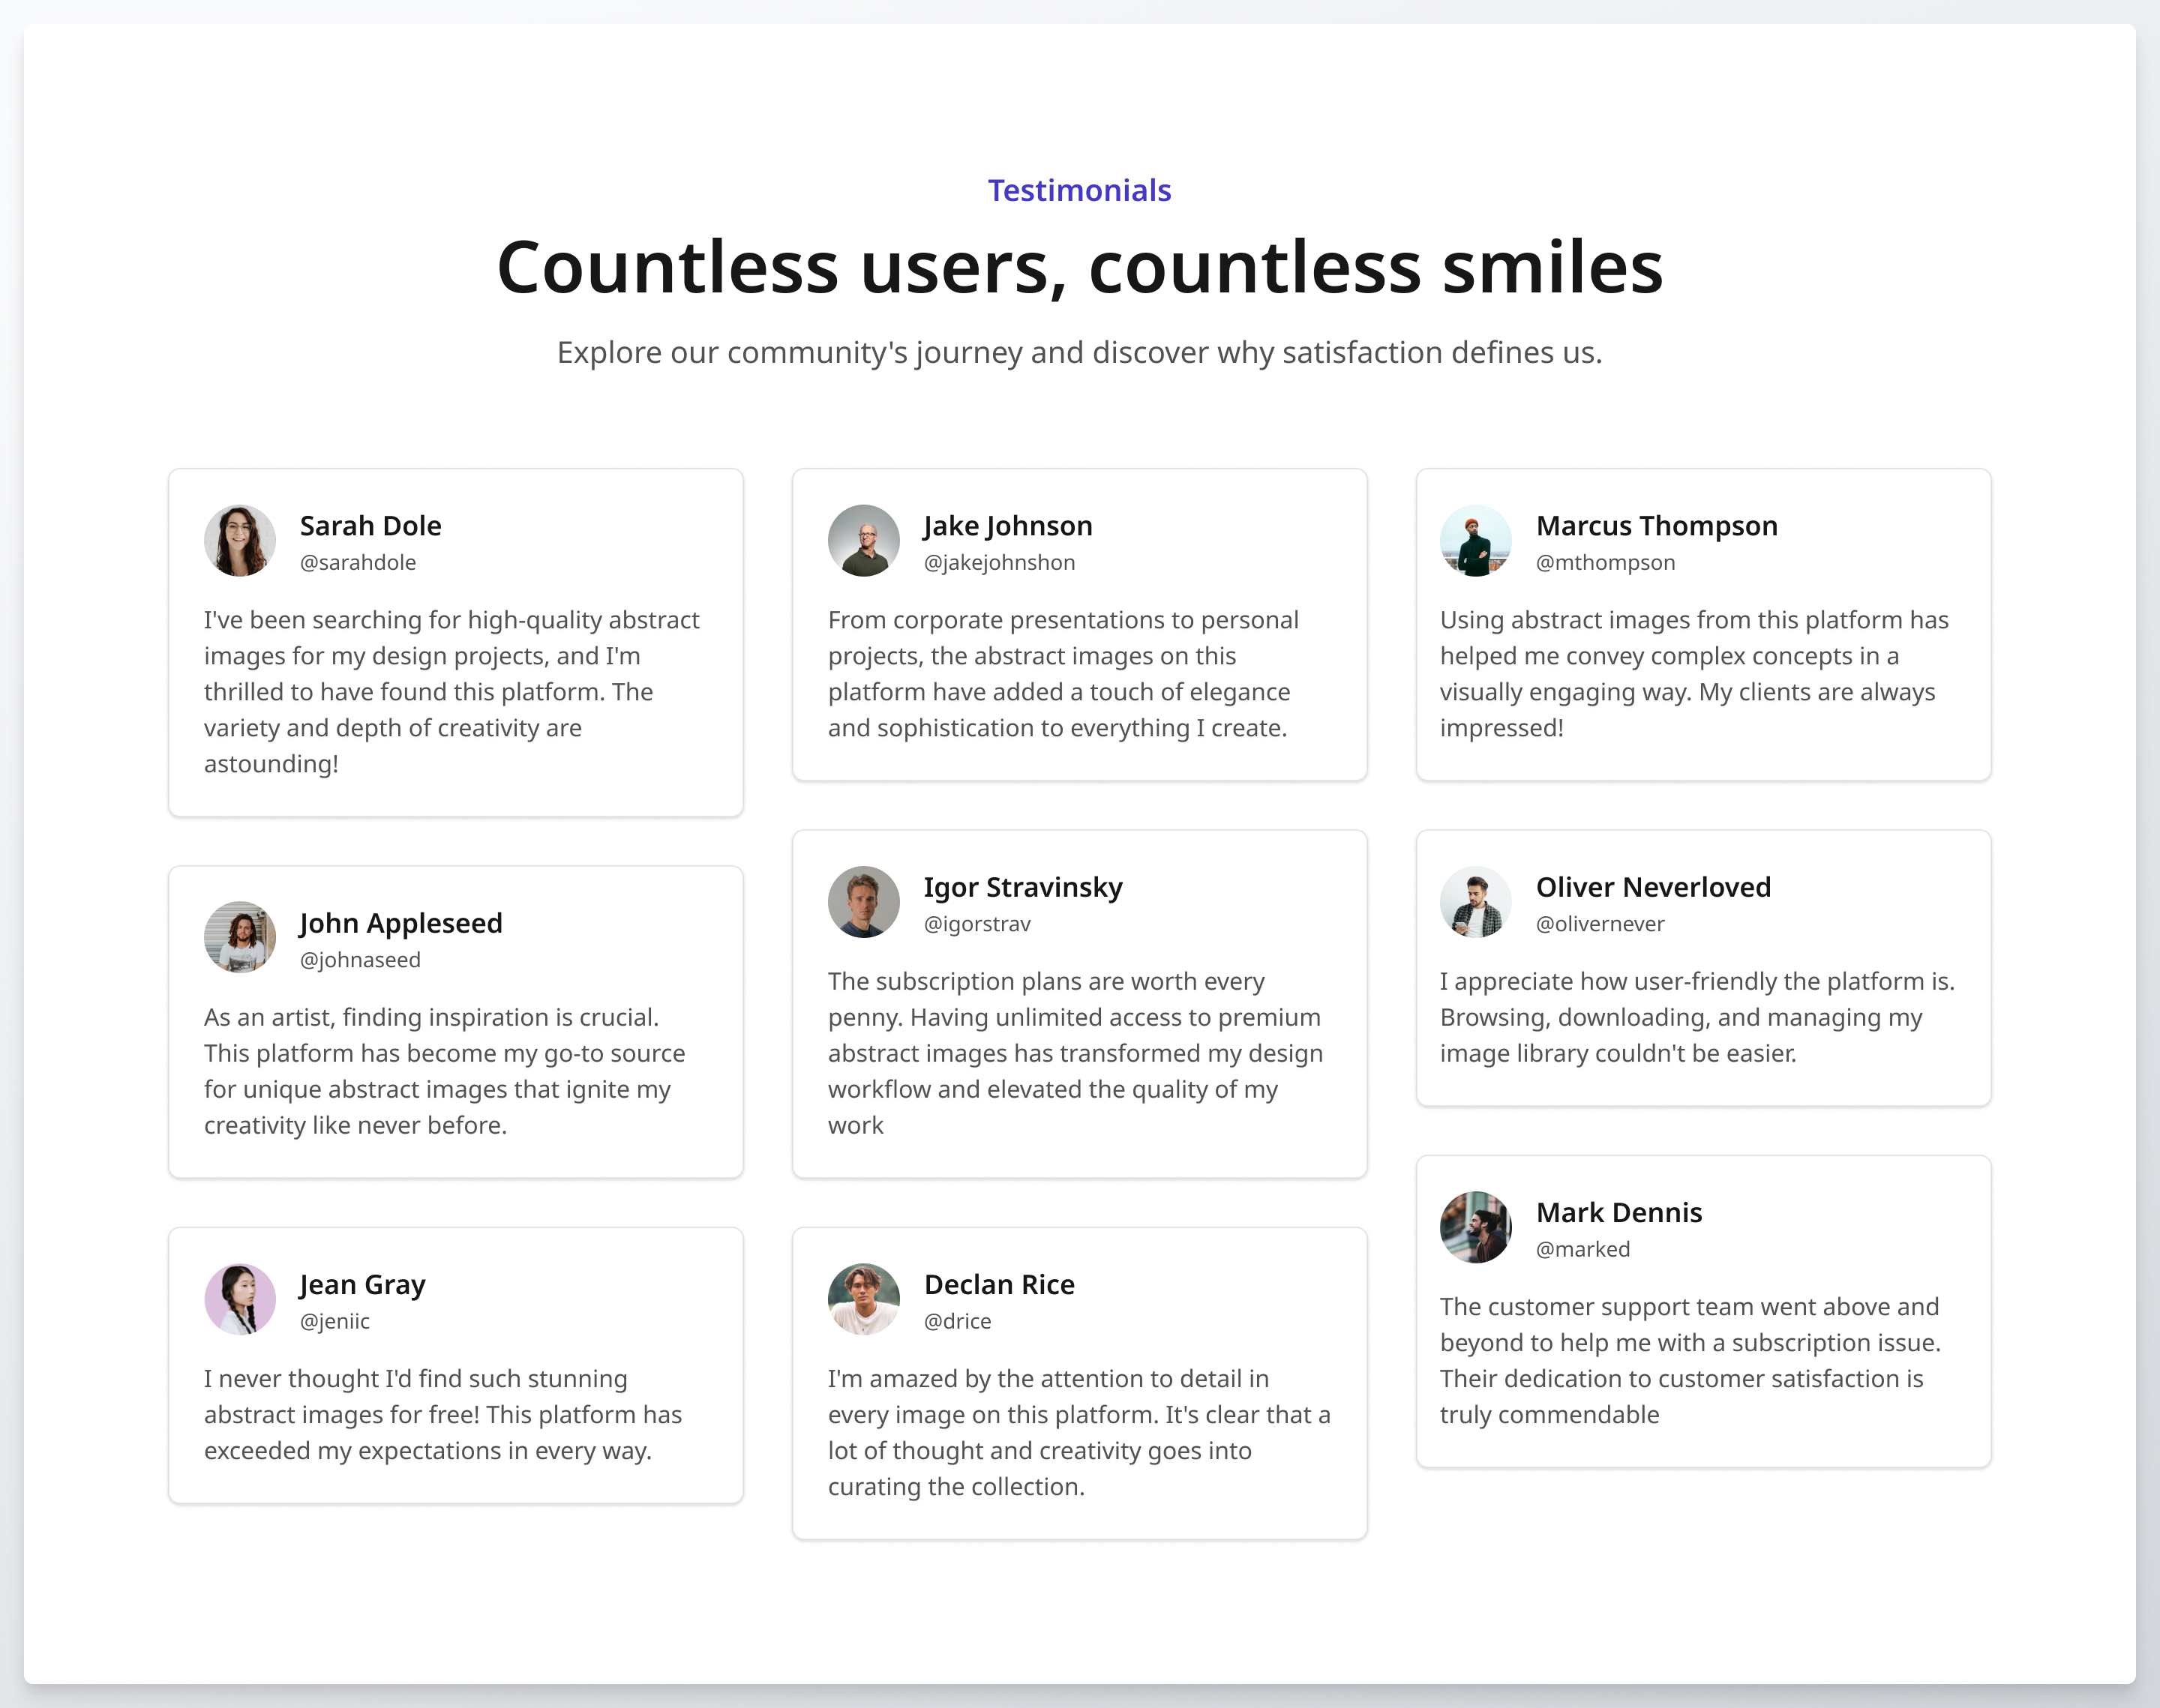 Testimonials
Countless users, countless smiles
Explore our community's journey and discover why satisfaction defines us.
Sarah Dole
@sarahdole
I've been searching for high-quality abstract
images for my design projects, and I'm
thrilled to have found this platform. The
variety and depth of creativity are
astounding!
John Appleseed
@johnaseed
As an artist, finding inspiration is crucial.
This platform has become my go-to source
for unique abstract images that ignite my
creativity like never before.
Jean Gray
@jeniic
I never thought I'd find such stunning
abstract images for free! This platform has
exceeded my expectations in every way.
Jake Johnson
@jakejohnshon
From corporate presentations to personal
projects, the abstract images on this
platform have added a touch of elegance
and sophistication to everything I create.
Igor Stravinsky
@igorstrav
The subscription plans are worth every
penny. Having unlimited access to premium
abstract images has transformed my design
workflow and elevated the quality of my
work
Declan Rice
@drice
I'm amazed by the attention to detail in
every image on this platform. It's clear that a
lot of thought and creativity goes into
curating the collection.
Marcus Thompson
@mthompson
Using abstract images from this platform has
helped me convey complex concepts in a
visually engaging way. My clients are always
impressed!
Oliver Neverloved
@olivernever
I appreciate how user-friendly the platform is.
Browsing, downloading, and managing my
image library couldn't be easier.
Mark Dennis
@marked
The customer support team went above and
beyond to help me with a subscription issue.
Their dedication to customer satisfaction is
truly commendable